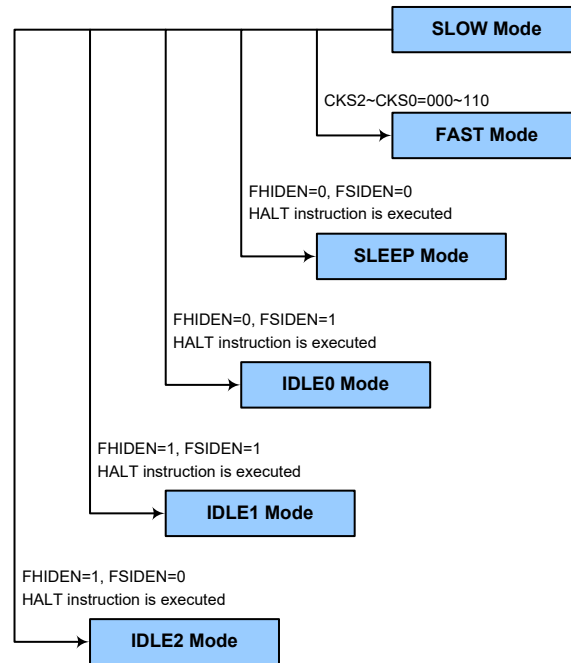 SLOW Mode
CKS2~CKS0=000~110
FAST Mode
FHIDEN=0, FSIDEN=0
HALT instruction is executed
SLEEP Mode
FHIDEN=0, FSIDEN=1
HALT instruction is executed
IDLE0 Mode
FHIDEN=1, FSIDEN=1
HALT instruction is executed
IDLE1 Mode
FHIDEN=1, FSIDEN=0
HALT instruction is executed
IDLE2 Mode